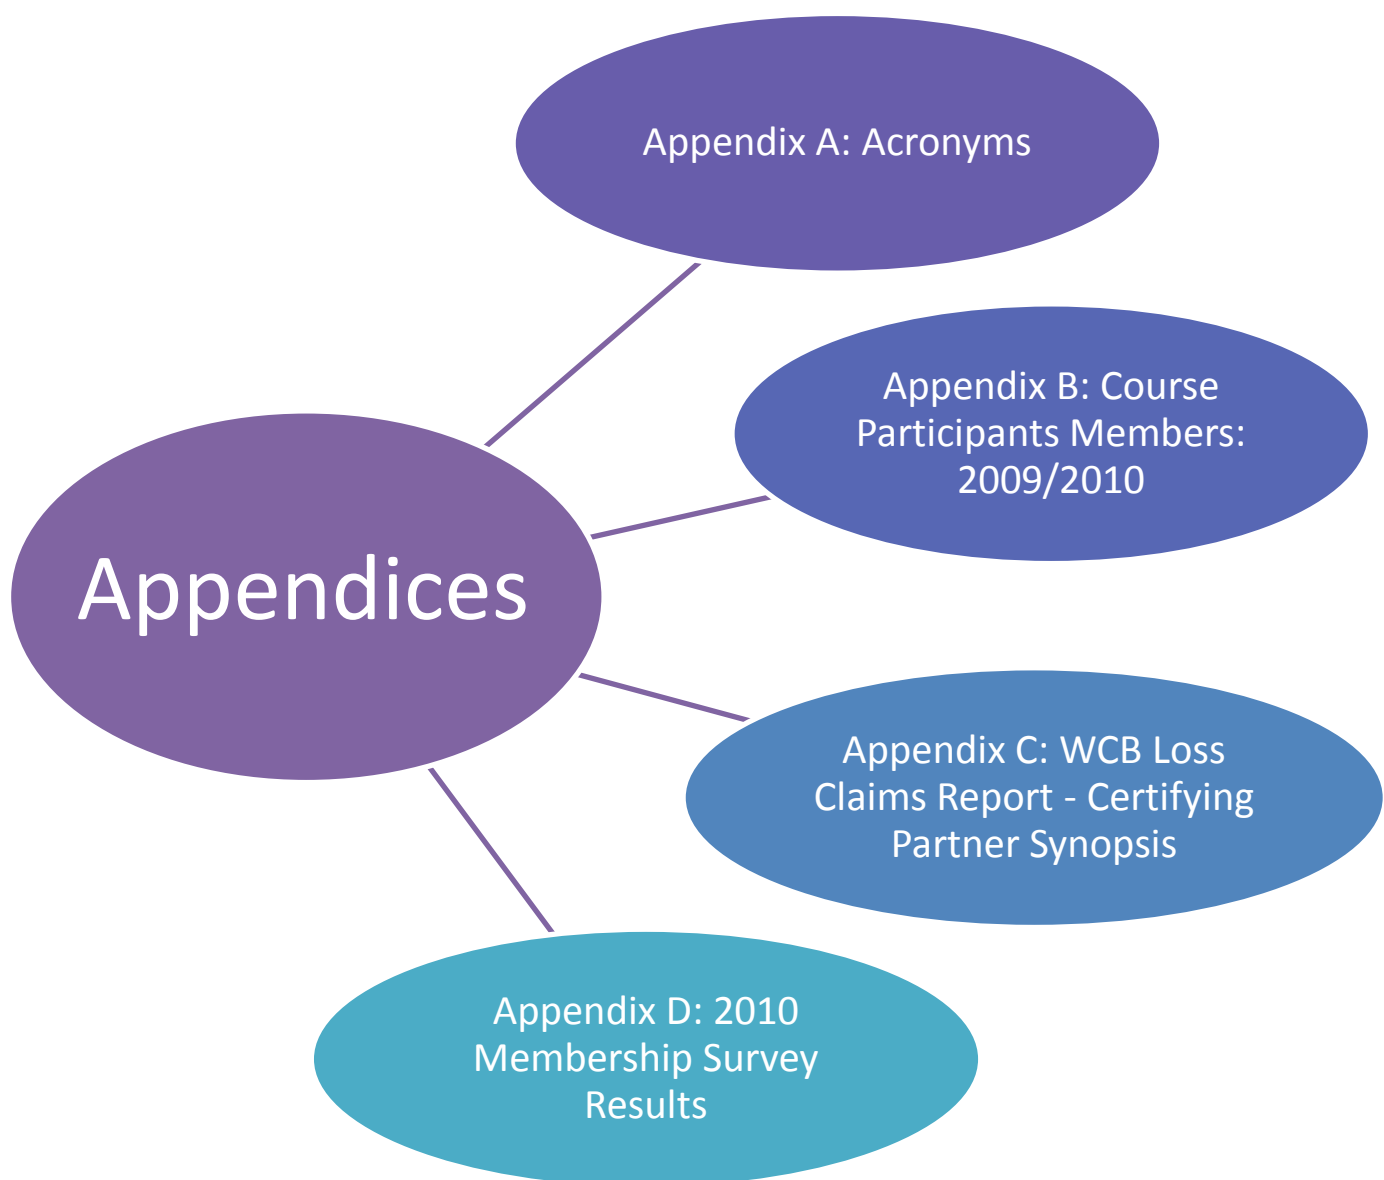 Appendix A: Acronyms
Appendix B: Course
Participants Members:
2009/2010
Appendices
Appendix C: WCB Loss
Claims Report - Certifying
Partner Synopsis
Appendix D: 2010
Membership Survey
Results